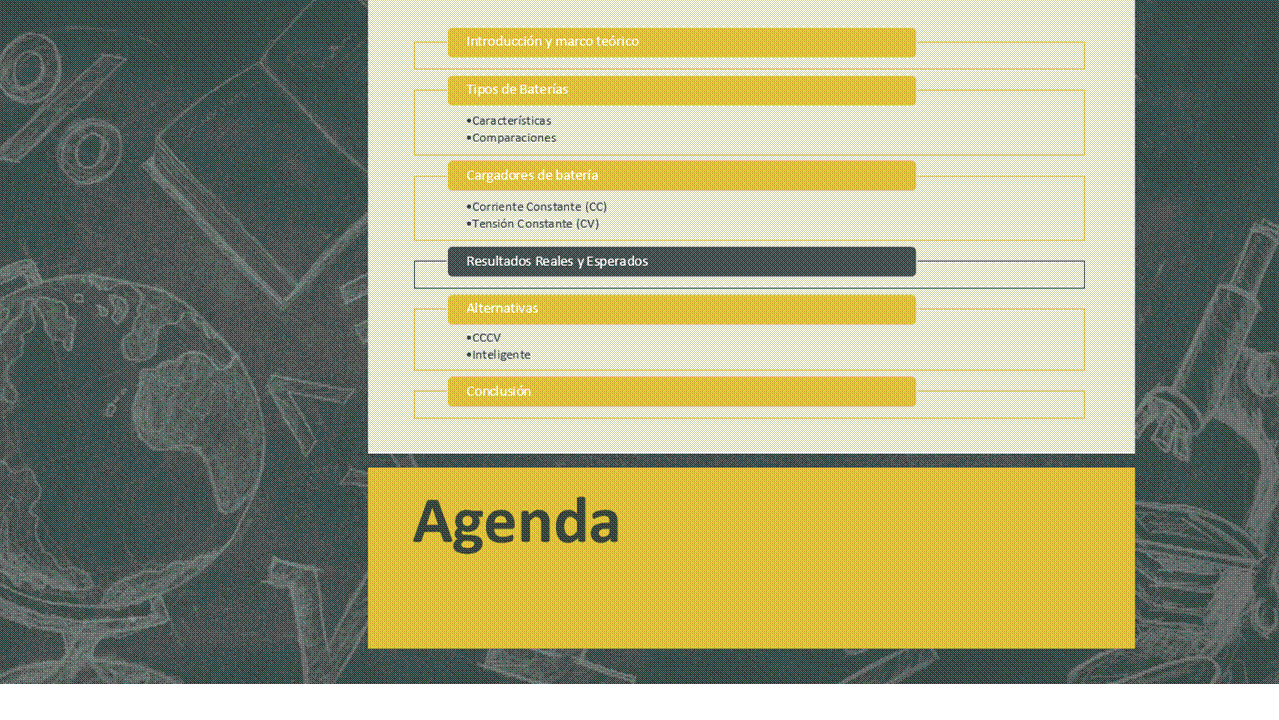 Introducción y marco teórico
Tipos de Baterías
•Características
•Comparaciones
Cargadores de batería
•Corriente Constante (CC)
•Tensión Constante (CV)
Resultados Reales y Esperados
Alternativas
•CCCV
•Inteligente
Conclusión
Agenda